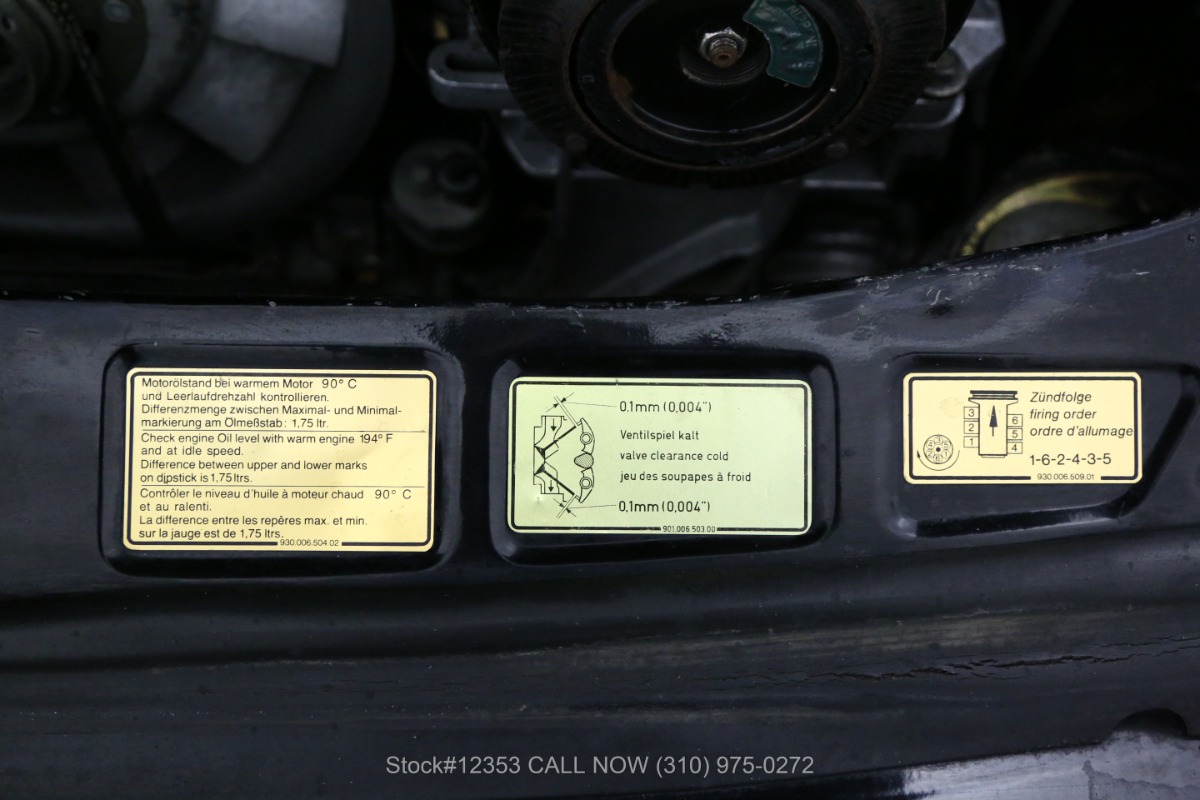 Motorölstand bei warmem Motor 90° C
und Leerlaufdrehzahl kontrollieren.
Differenzmenge zwischen Maximal- und Minimal-
markierung am Ölmeßstab: 1,75 ltr.
Check engine Oil level with warm engine 194° F
and at idle speed.
Difference between upper and lower marks
on dipstick is 1,75 ltrs.
Contrôler le niveau d'huile à moteur chaud 90° C
et au ralenti.
La différence entre les repères max. et min.
sur la jauge est de 1,75 ltrs.
930.006.504.02
0.1mm (0,004")
Ventilspiel kalt
valve clearance cold
jeu des soupapes à froid
0.1mm (0,004")
901.006.503.00
Zündfolge
firing order
ordre d'allumage
3 6
2 5
1 4
1-6-2-4-3-5
930.006.509.01
Stock#12353 CALL NOW (310) 975-0272